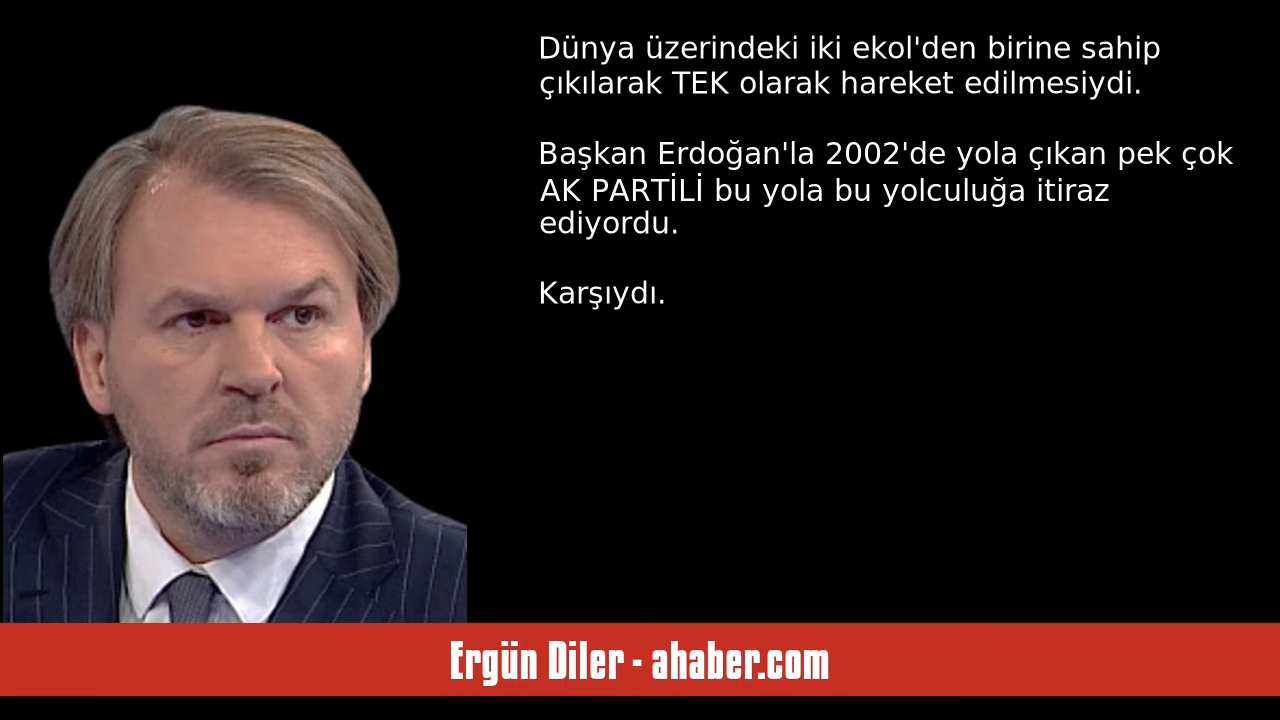 Dünya üzerindeki iki ekol'den birine sahip
çıkılarak TEK olarak hareket edilmesiydi.
Başkan Erdoğan'la 2002'de yola çıkan pek çok
AK PARTİLİ bu yola bu yolculuğa itiraz
ediyordu.
Karşıydı.
Ergün Diler - ahaber.com